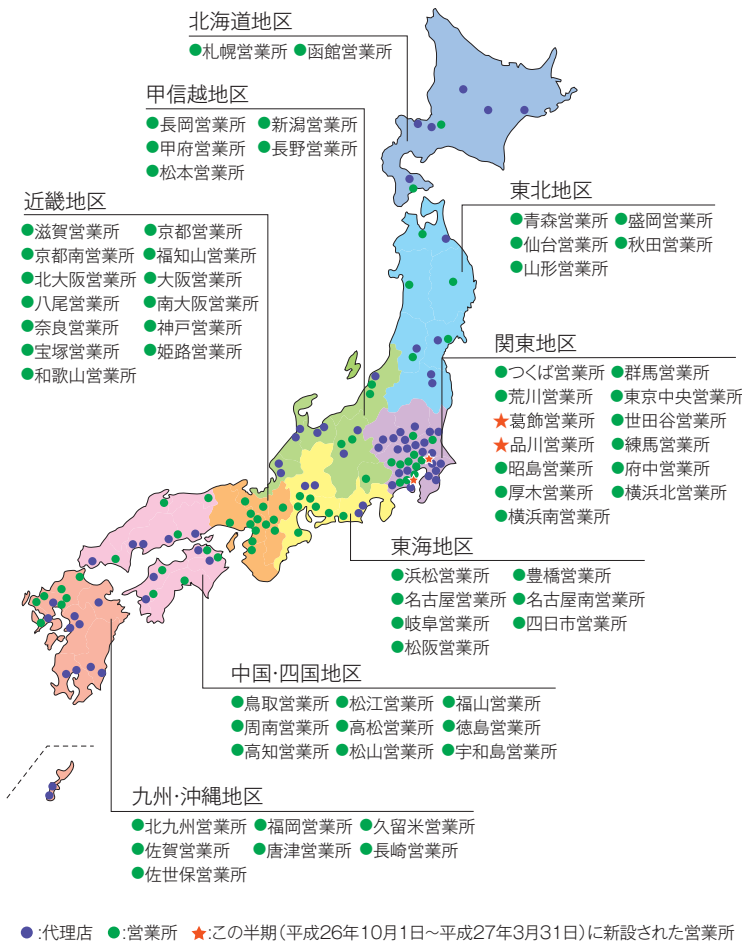 北海道地区
●札幌営業所 ●函館営業所
甲信越地区
●長岡営業所 ●新潟営業所
●甲府営業所 ●長野営業所
●松本営業所
近畿地区
●滋賀営業所 ●京都営業所
●京都南営業所 ●福知山営業所
●北大阪営業所 ●大阪営業所
●八尾営業所 ●南大阪営業所
●奈良営業所 ●神戸営業所
●宝塚営業所 ●姫路営業所
●和歌山営業所
東北地区
●青森営業所 ●盛岡営業所
●仙台営業所 ●秋田営業所
●山形営業所
関東地区
●つくば営業所 ●群馬営業所
●荒川営業所 ●東京中央営業所
★葛飾営業所 ●世田谷営業所
★品川営業所 ●練馬営業所
●昭島営業所 ●府中営業所
●厚木営業所 ●横浜北営業所
●横浜南営業所
東海地区
●浜松営業所 ●豊橋営業所
●名古屋営業所 ●名古屋南営業所
●岐阜営業所 ●四日市営業所
●松阪営業所
中国・四国地区
●鳥取営業所 ●松江営業所 ●福山営業所
●周南営業所 ●高松営業所 ●徳島営業所
●高知営業所 ●松山営業所 ●宇和島営業所
九州・沖縄地区
●北九州営業所 ●福岡営業所 ●久留米営業所
●佐賀営業所 ●唐津営業所 ●長崎営業所
●佐世保営業所
●:代理店 ●:営業所 ★:この半期(平成26年10月1日〜平成27年3月31日)に新設された営業所